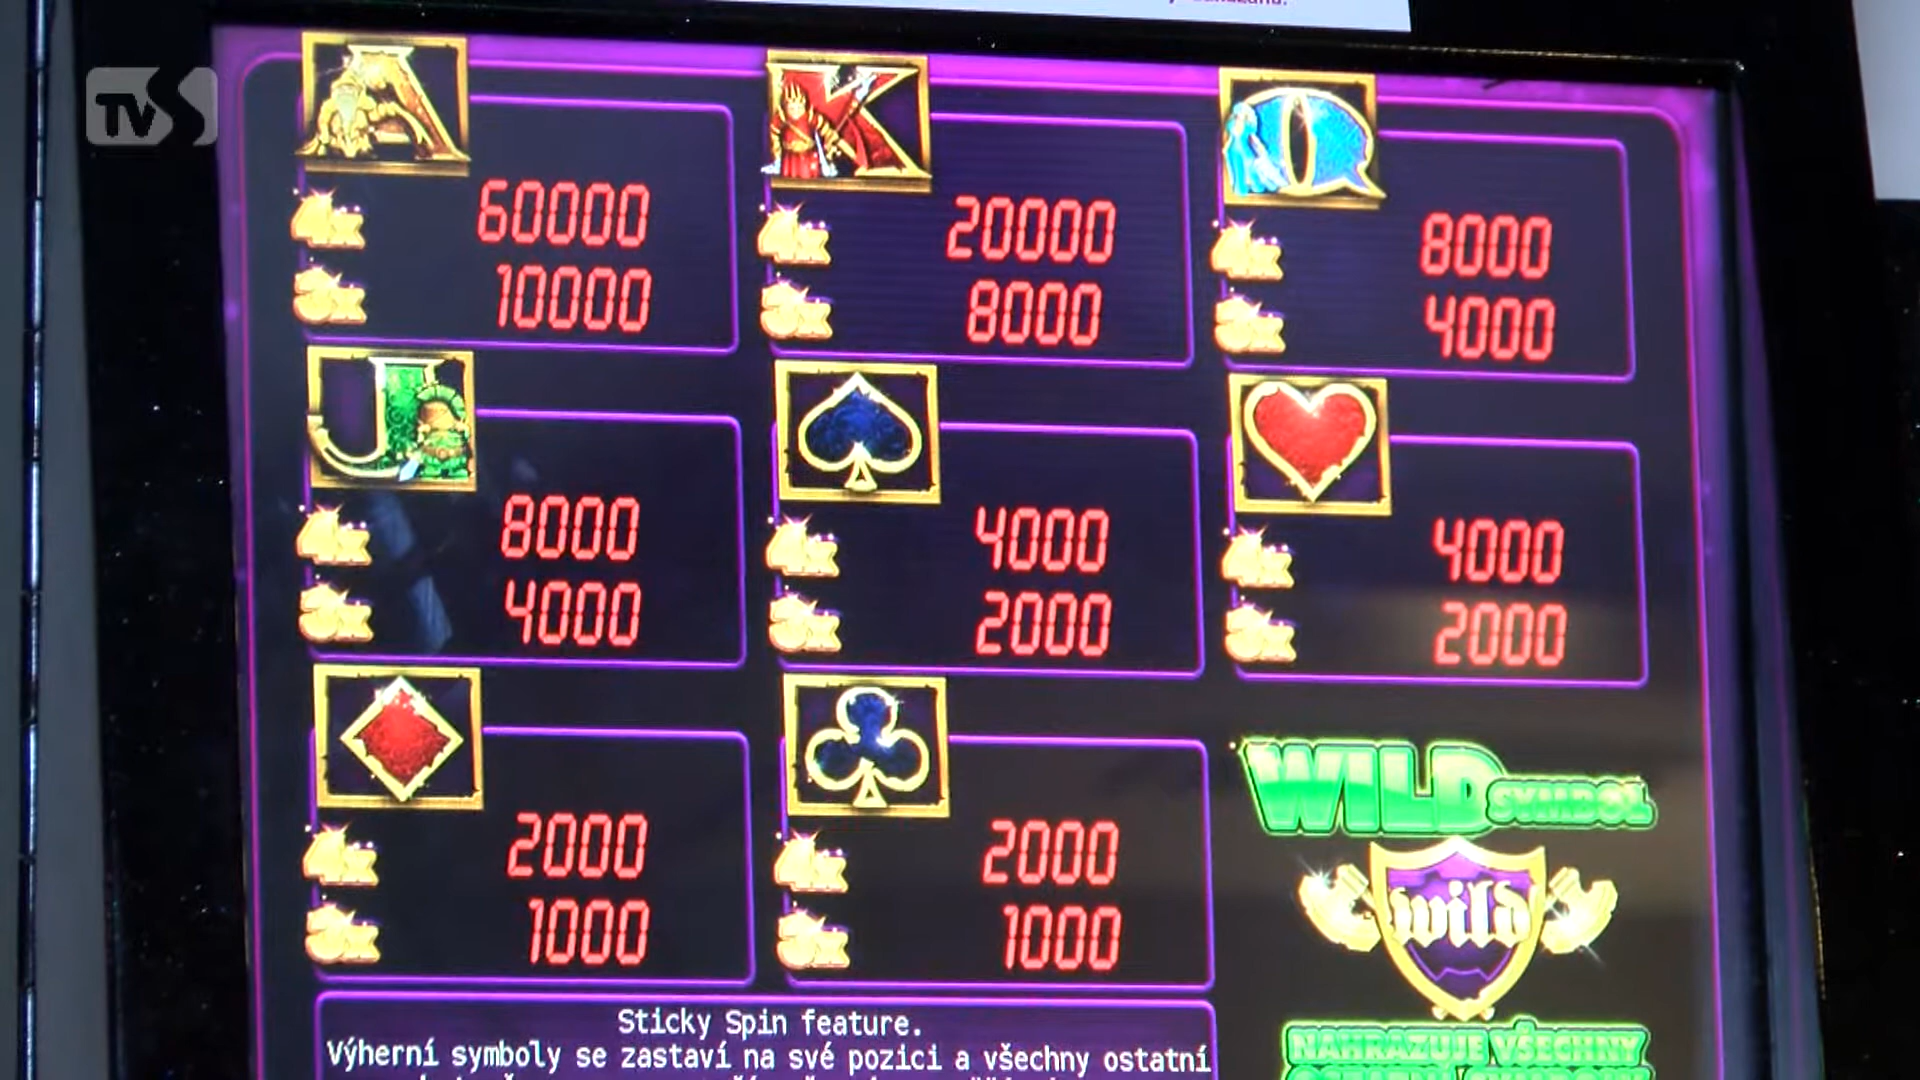 TVS
A
K
Q
4x 60000
3x 10000
4x 20000
3x 8000
4x 8000
3x 4000
J
4x 8000
3x 4000
4x 4000
3x 2000
4x 4000
3x 2000
4x 2000
3x 1000
4x 2000
3x 1000
WILD SYMBOL
wild
NAHRAZUJE VŠECHNY
Sticky Spin feature.
Výherní symboly se zastaví na své pozici a všechny ostatní